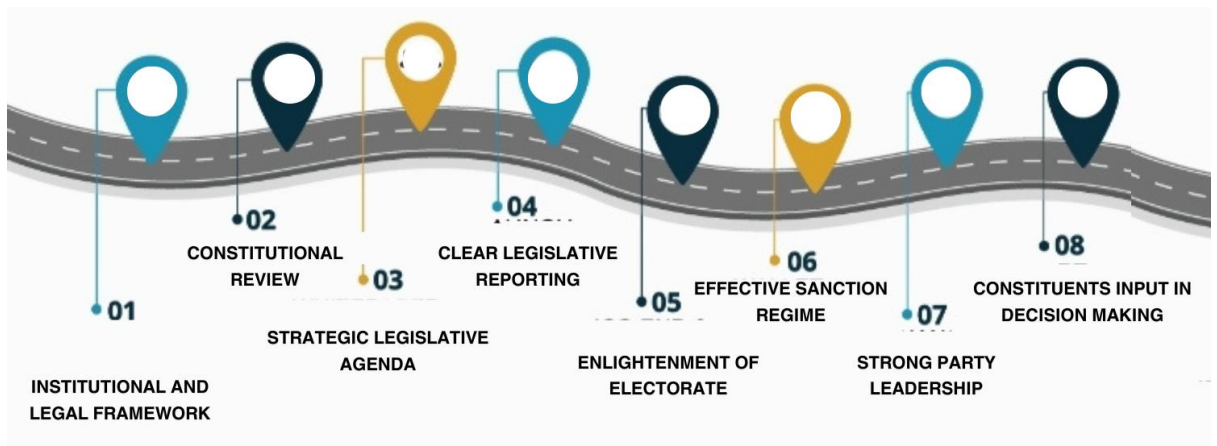 01
INSTITUTIONAL AND
LEGAL FRAMEWORK
02
CONSTITUTIONAL
REVIEW
03
STRATEGIC LEGISLATIVE
AGENDA
04
CLEAR LEGISLATIVE
REPORTING
05
ENLIGHTENMENT OF
ELECTORATE
06
EFFECTIVE SANCTION
REGIME
07
STRONG PARTY
LEADERSHIP
08
CONSTITUENTS INPUT IN
DECISION MAKING